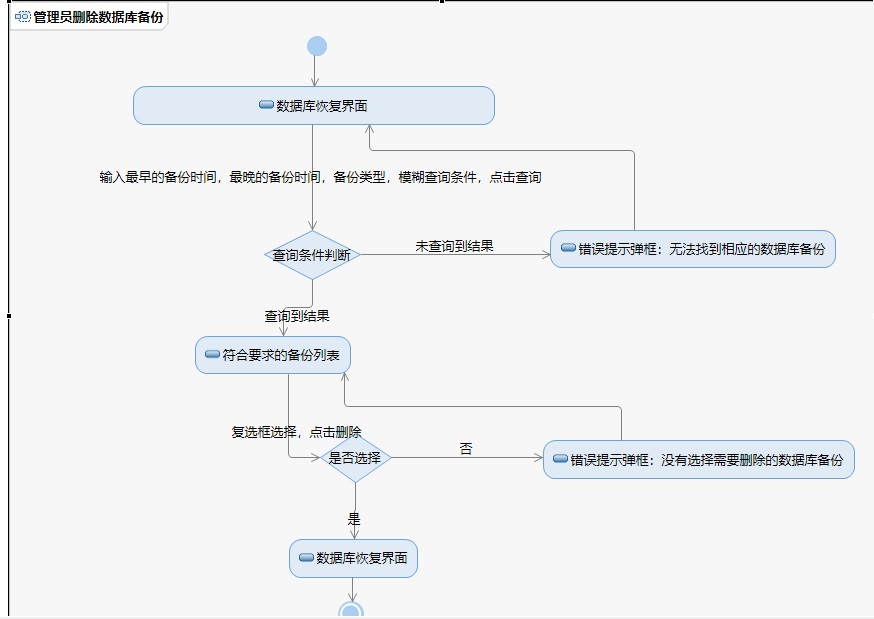 管理员删除数据库备份
数据库恢复界面
输入最早的备份时间，最晚的备份时间，备份类型，模糊查询条件，点击查询
查询条件判断
未查询到结果
错误提示弹框：无法找到相应的数据库备份
查询到结果
符合要求的备份列表
复选框选择，点击删除
是否选择
否
错误提示弹框：没有选择需要删除的数据库备份
是
数据库恢复界面